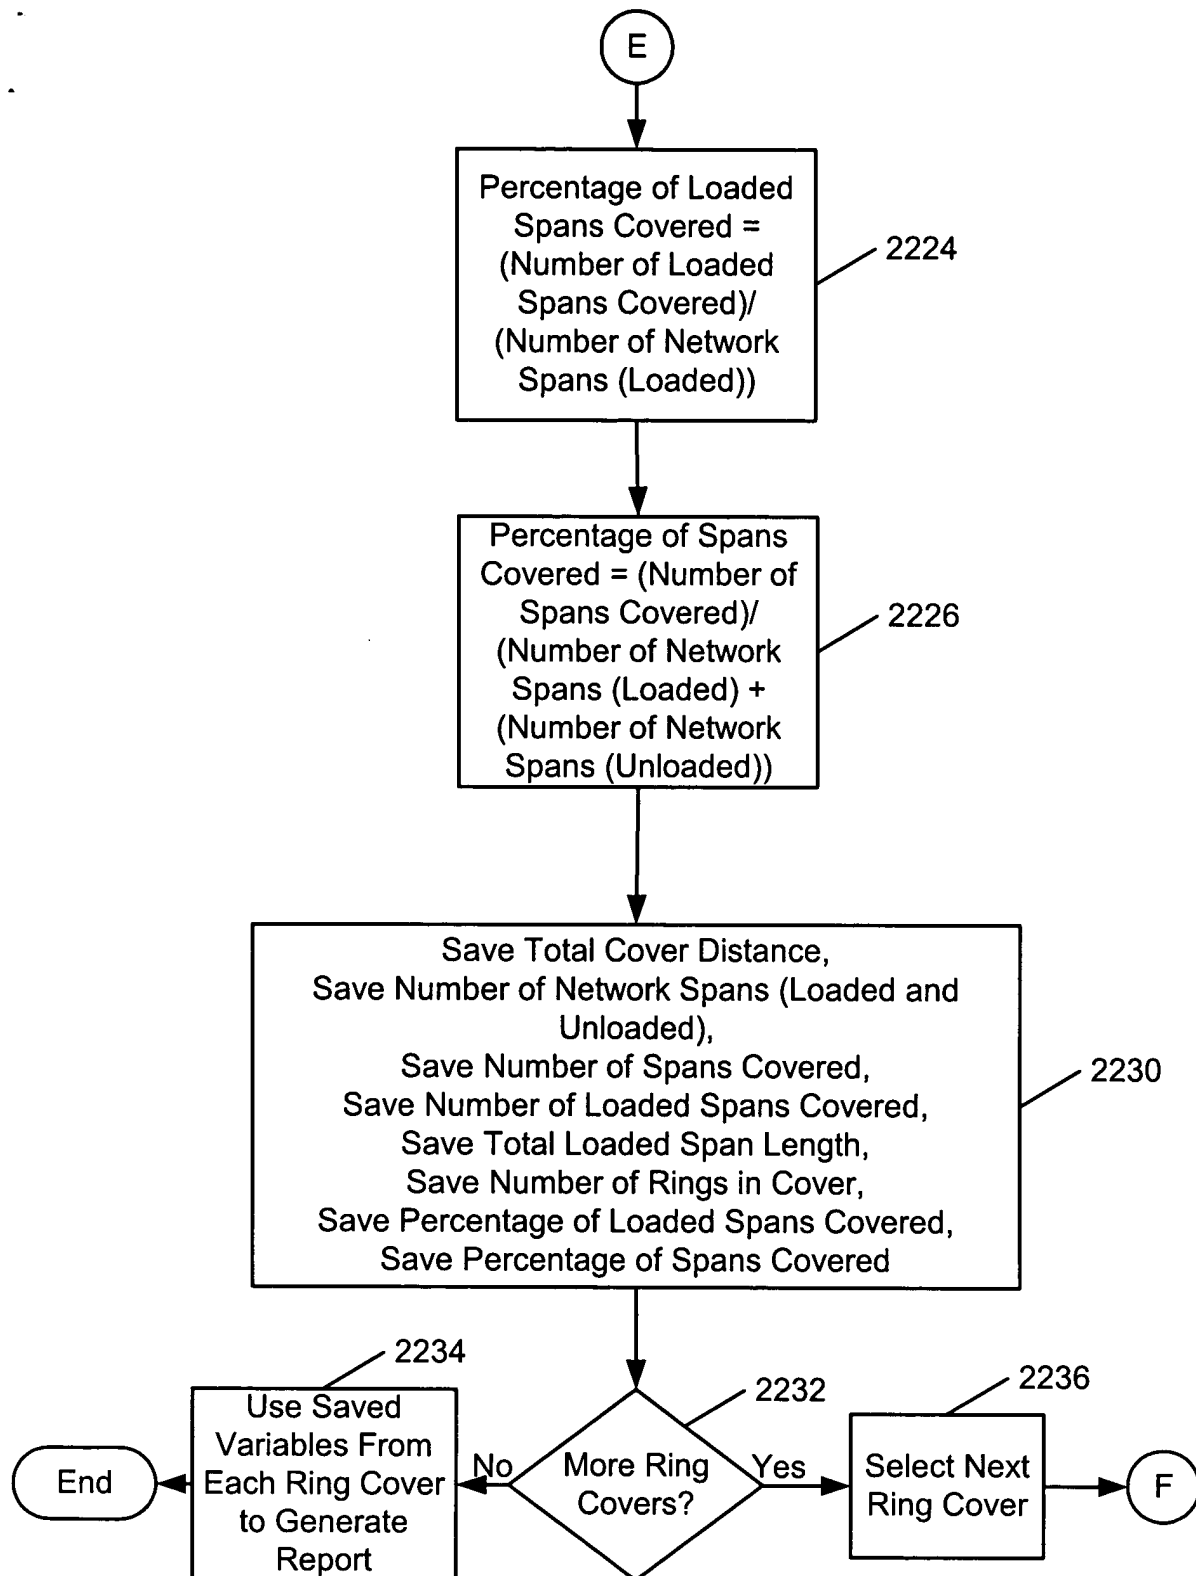 E
Percentage of Loaded
Spans Covered =
(Number of Loaded
Spans Covered)/
(Number of Network
Spans (Loaded))
2224
Percentage of Spans
Covered = (Number of
Spans Covered)/
(Number of Network
Spans (Loaded) +
(Number of Network
Spans (Unloaded))
2226
Save Total Cover Distance,
Save Number of Network Spans (Loaded and
Unloaded),
Save Number of Spans Covered,
Save Number of Loaded Spans Covered,
Save Total Loaded Span Length,
Save Number of Rings in Cover,
Save Percentage of Loaded Spans Covered,
Save Percentage of Spans Covered
2230
2234
2232
2236
End
Use Saved
Variables From
Each Ring Cover
to Generate
Report
No
More Ring
Covers?
Yes
Select Next
Ring Cover
F